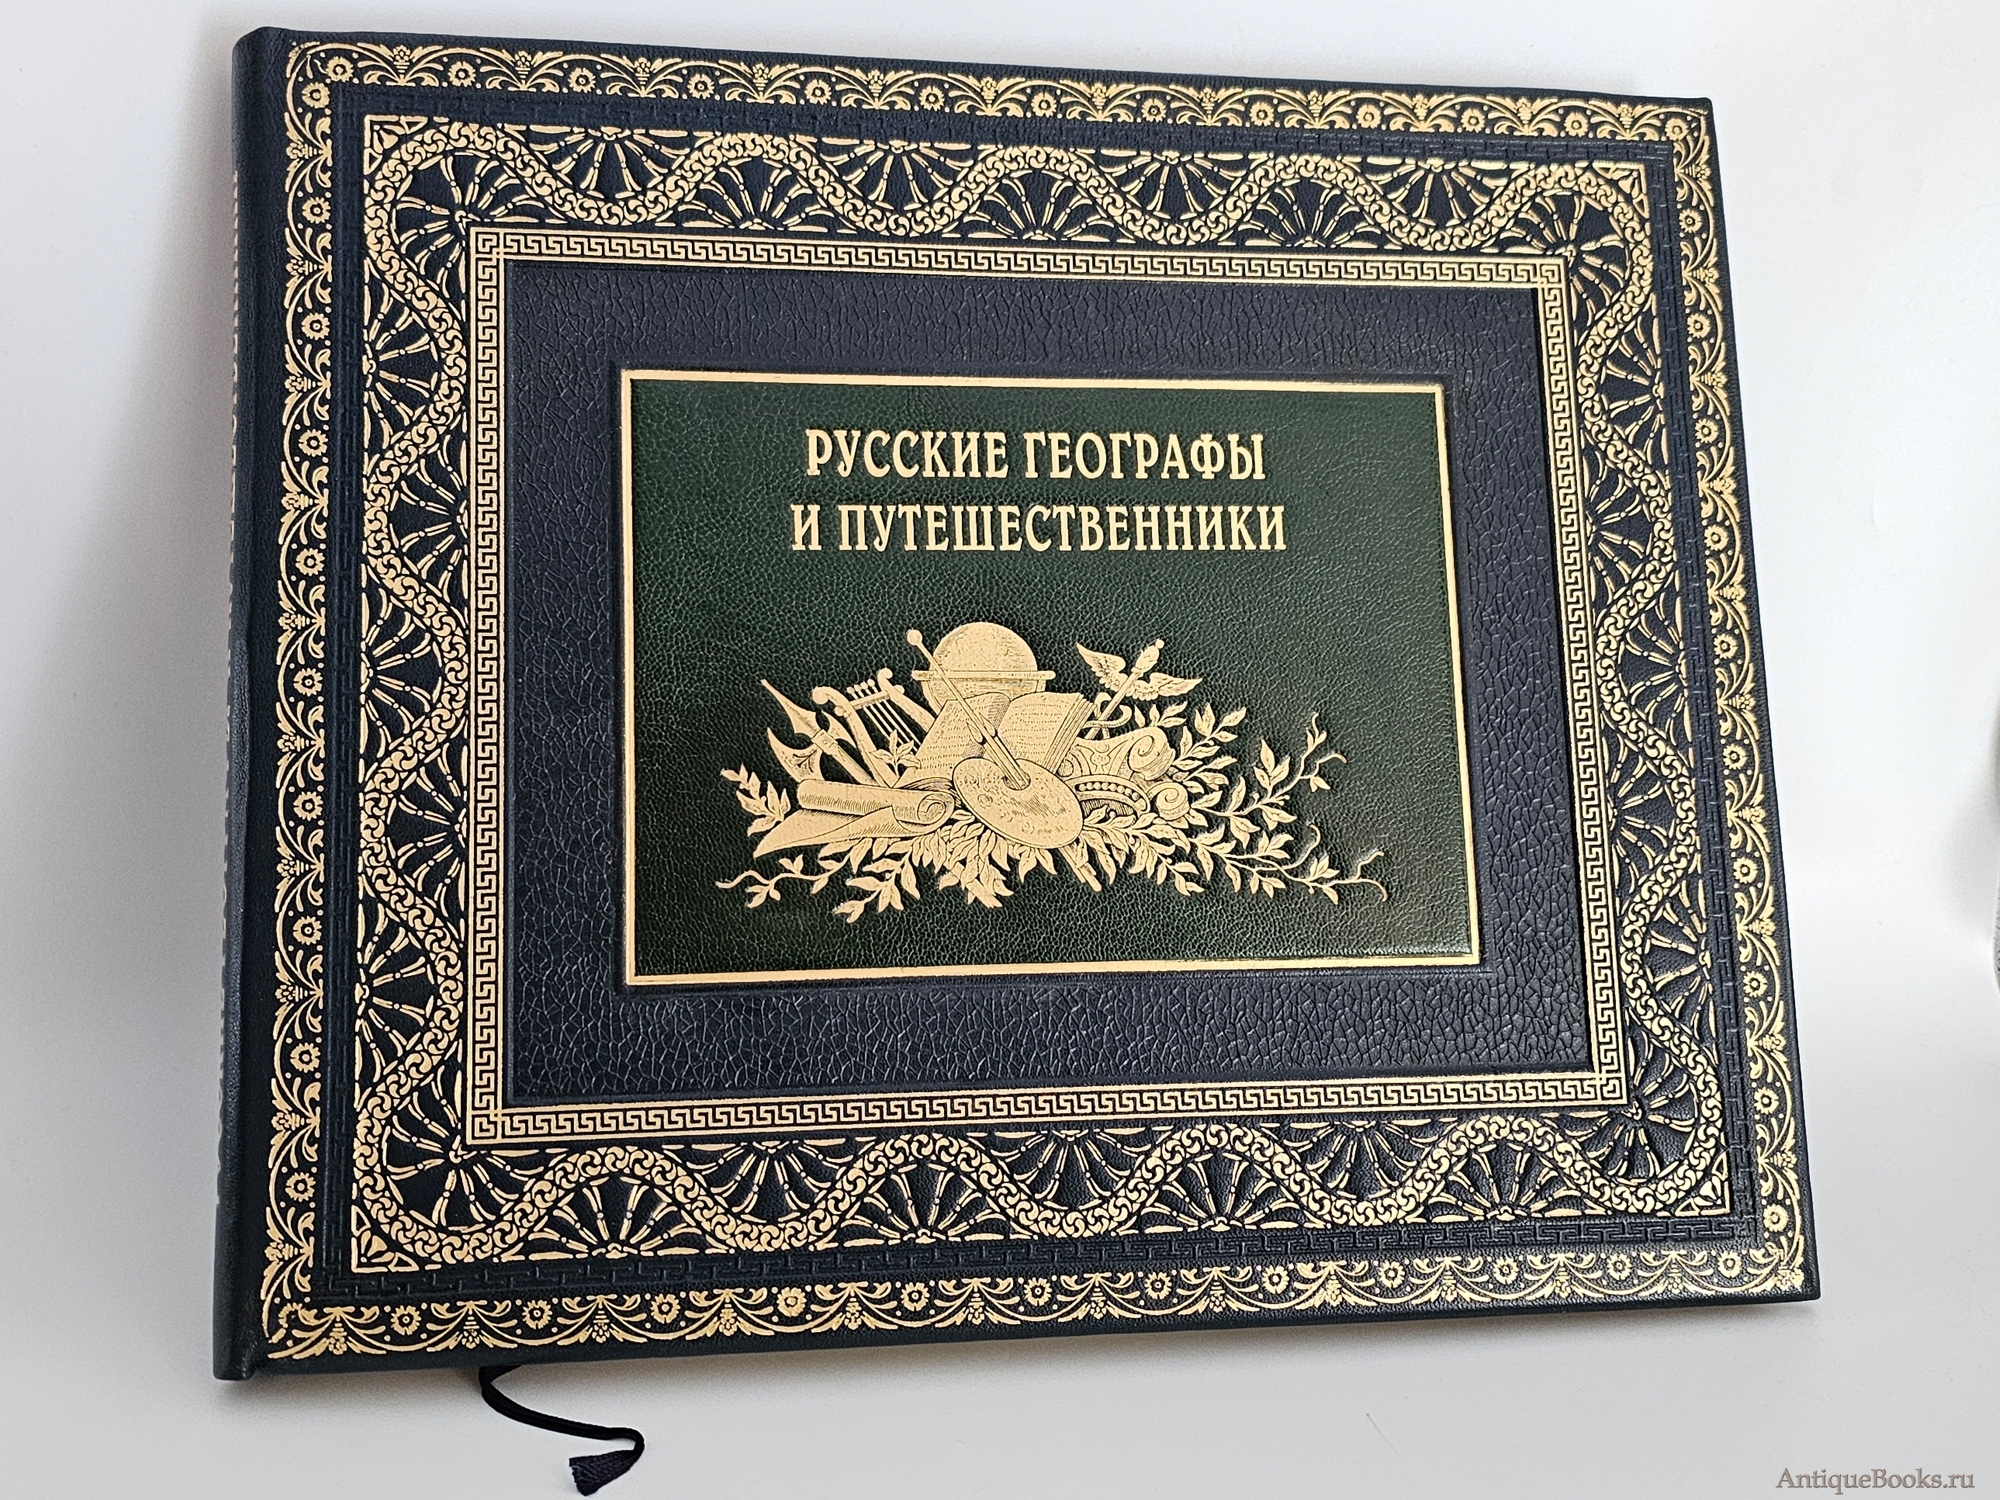 РУССКИЕ ГЕОГРАФЫ
И ПУТЕШЕСТВЕННИКИ
AntiqueBooks.ru